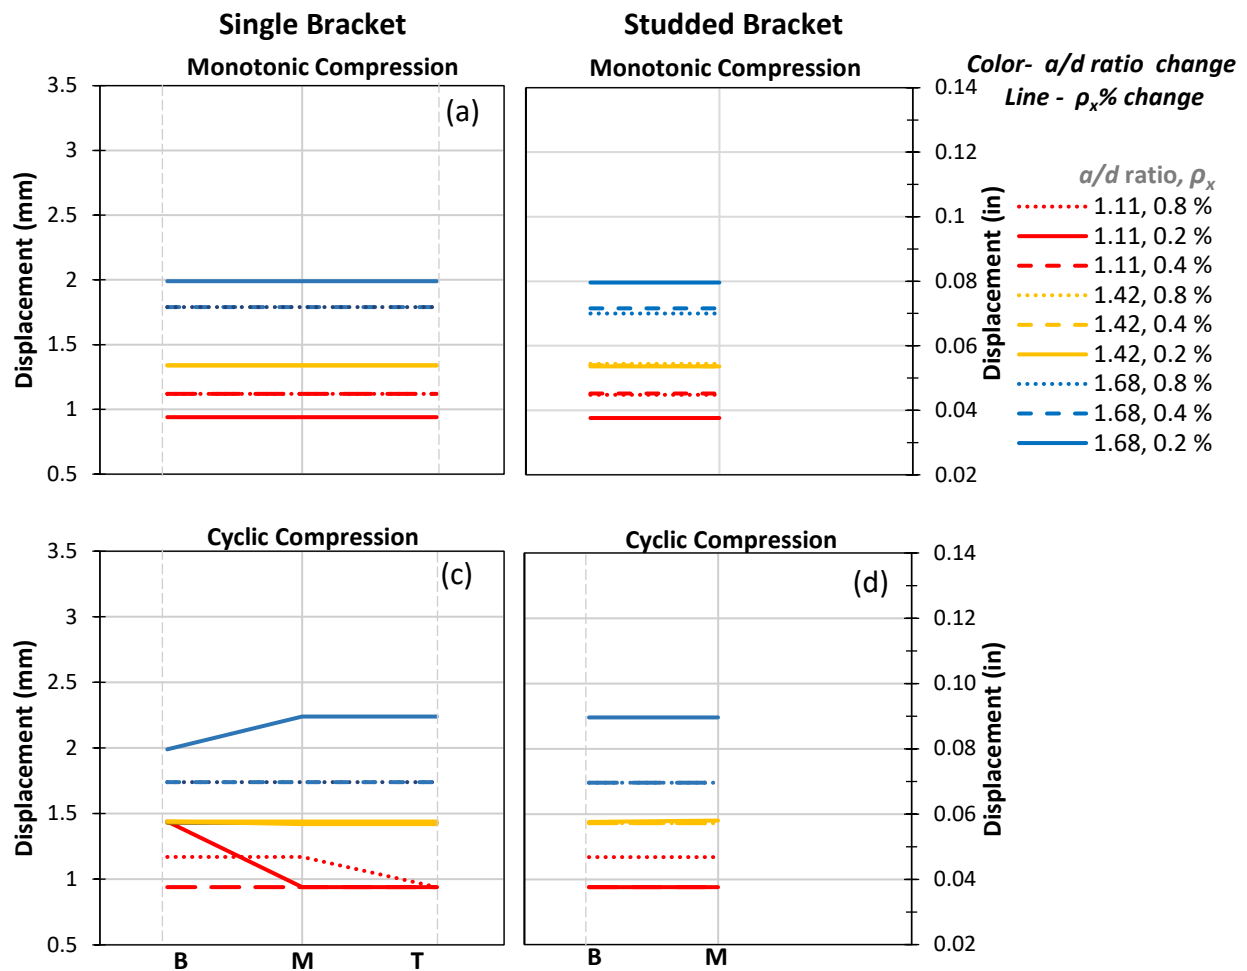 Single Bracket
Studded Bracket
Monotonic Compression
Monotonic Compression
Color- a/d ratio change
Line - ρx% change
3.5
3
2.5
2
1.5
1
0.5
Displacement (mm)
(a)
0.14
0.12
0.1
0.08
0.06
0.04
0.02
Displacement (in)
a/d ratio, ρx
1.11, 0.8 %
1.11, 0.2 %
1.11, 0.4 %
1.42, 0.8 %
1.42, 0.4 %
1.42, 0.2 %
1.68, 0.8 %
1.68, 0.4 %
1.68, 0.2 %
Cyclic Compression
Cyclic Compression
3.5
3
2.5
2
1.5
1
0.5
Displacement (mm)
(c)
(d)
0.14
0.12
0.10
0.08
0.06
0.04
0.02
Displacement (in)
B M T
B M